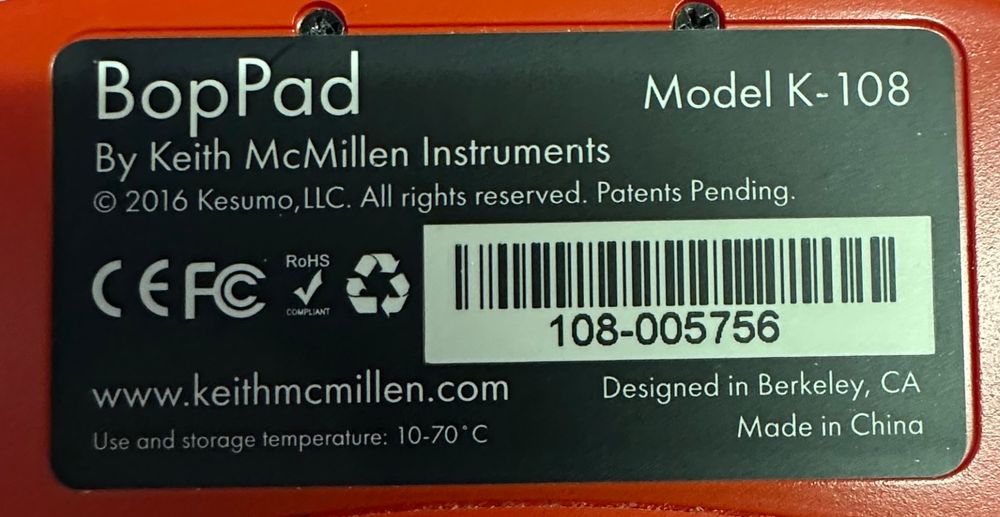 BopPad
Model K-108
By Keith McMillen Instruments
© 2016 Kesumo,LLC. All rights reserved. Patents Pending.
CE FC
RoHS
COMPLIANT
108-005756
www.keithmcmillen.com
Designed in Berkeley, CA
Use and storage temperature: 10-70˚C
Made in China